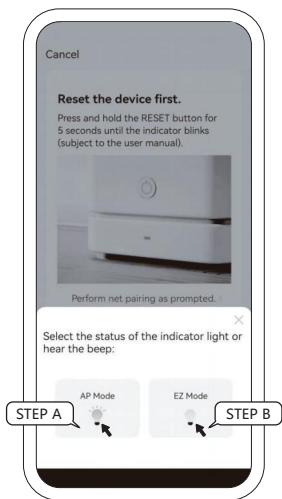 Cancel
Reset the device first.
Press and hold the RESET button for
5 seconds until the indicator blinks
(subject to the user manual).
Perform net pairing as prompted.
Select the status of the indicator light or
hear the beep:
AP Mode
EZ Mode
STEP A
STEP B